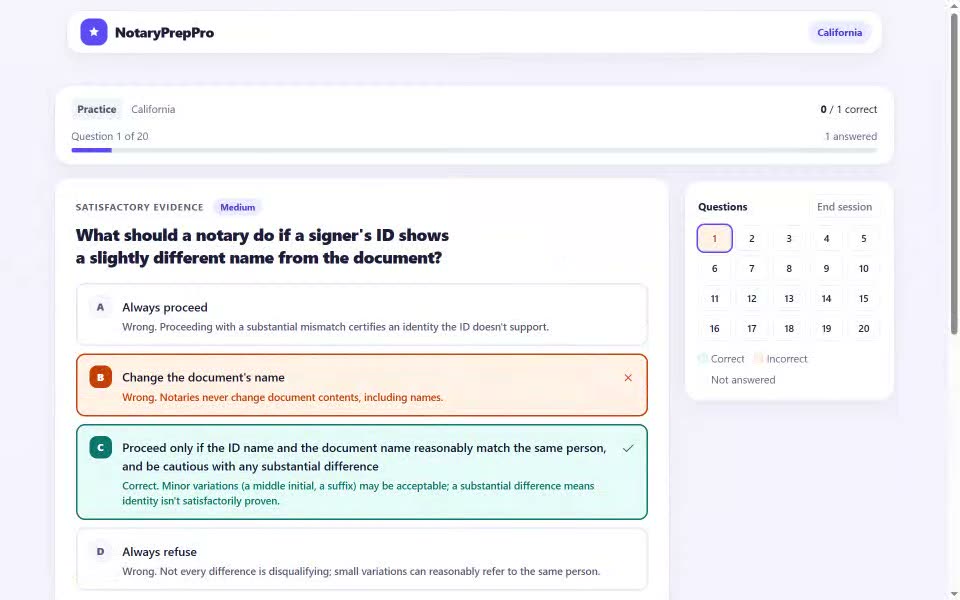 NotaryPrepPro
California
Practice California
0 / 1 correct
Question 1 of 20
1 answered
SATISFACTORY EVIDENCE Medium
What should a notary do if a signer's ID shows
a slightly different name from the document?
A Always proceed
Wrong. Proceeding with a substantial mismatch certifies an identity the ID doesn't support.
B Change the document's name
Wrong. Notaries never change document contents, including names.
C Proceed only if the ID name and the document name reasonably match the same person,
and be cautious with any substantial difference
Correct. Minor variations (a middle initial, a suffix) may be acceptable; a substantial difference means
identity isn't satisfactorily proven.
D Always refuse
Wrong. Not every difference is disqualifying; small variations can reasonably refer to the same person.
Questions End session
1 2 3 4 5
6 7 8 9 10
11 12 13 14 15
16 17 18 19 20
Correct Incorrect
Not answered